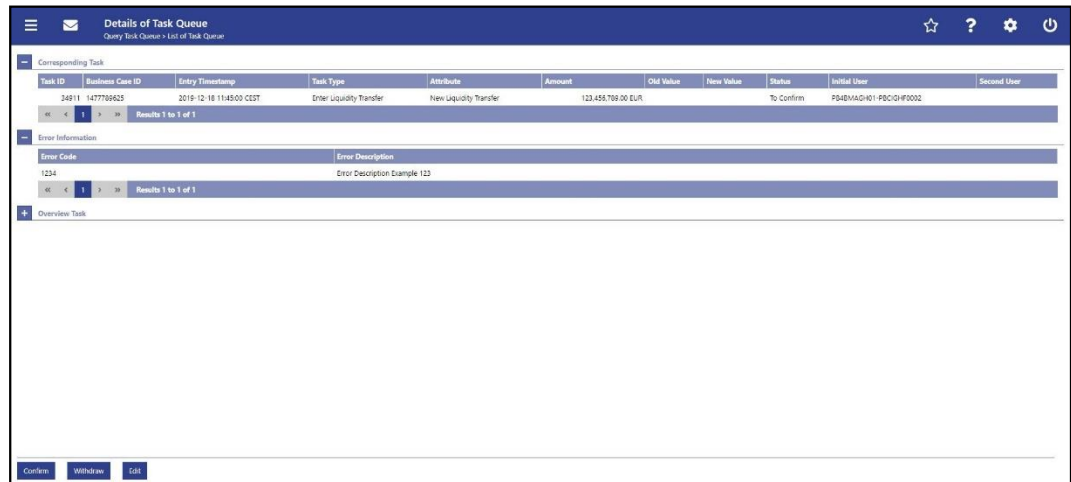 Details of Task Queue
Query Task Queue > List of Task Queue
Corresponding Task
Task ID Business Case ID Entry Timestamp Task Type Attribute Amount Old Value New Value Status Initial User Second User
34911 1477789625 2019-12-18 11:45:00 CEST Enter Liquidity Transfer New Liquidity Transfer 123,456,789.00 EUR To Confirm PB4BMAGH01-PBCIGHF0002
« < 1 > » Results 1 to 1 of 1
Error Information
Error Code Error Description
1234 Error Description Example 123
« < 1 > » Results 1 to 1 of 1
Overview Task
Confirm Withdraw Edit